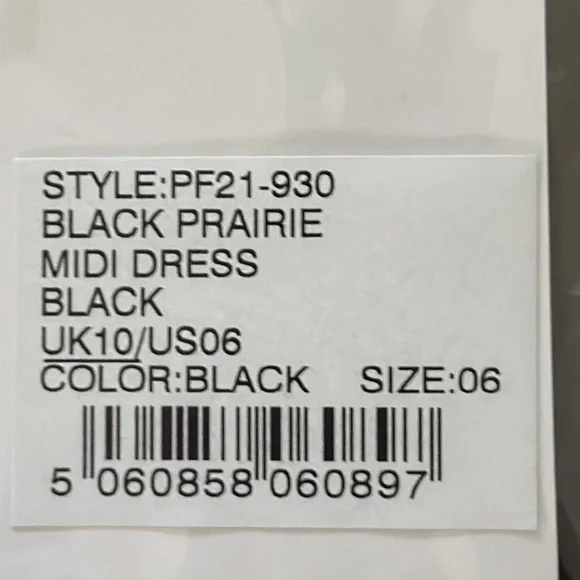 STYLE:PF21-930
BLACK PRAIRIE
MIDI DRESS
BLACK
UK10/US06
COLOR:BLACK SIZE:06
5 060858 060897